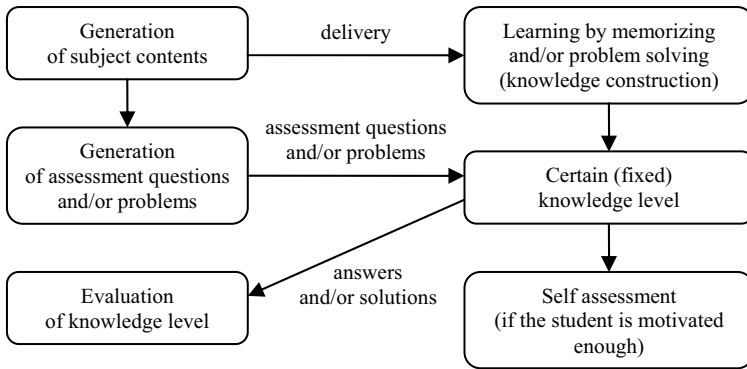 Generation
of subject contents
delivery
Learning by memorizing
and/or problem solving
(knowledge construction)
Generation
of assessment questions
and/or problems
assessment questions
and/or problems
Certain (fixed)
knowledge level
Evaluation
of knowledge level
answers
and/or solutions
Self assessment
(if the student is motivated
enough)